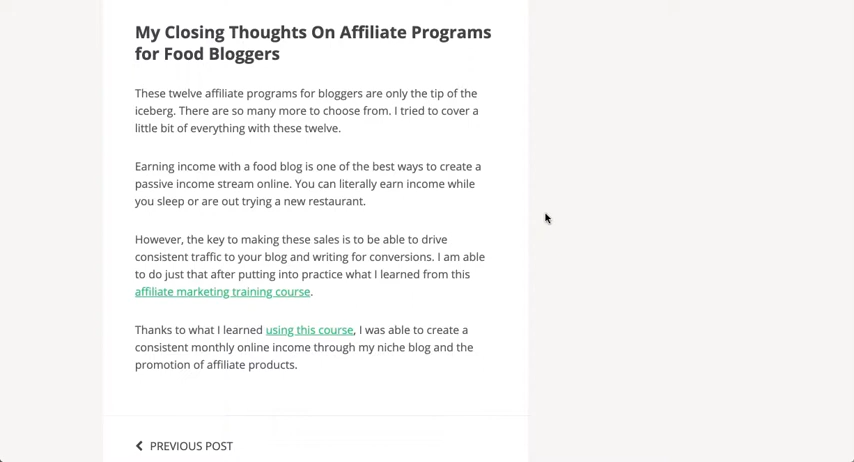 My Closing Thoughts On Affiliate Programs
for Food Bloggers
These twelve affiliate programs for bloggers are only the tip of the
iceberg. There are so many more to choose from. I tried to cover a
little bit of everything with these twelve.
Earning income with a food blog is one of the best ways to create a
passive income stream online. You can literally earn income while
you sleep or are out trying a new restaurant.
However, the key to making these sales is to be able to drive
consistent traffic to your blog and writing for conversions. I am able
to do just that after putting into practice what I learned from this
affiliate marketing training course.
Thanks to what I learned using this course, I was able to create a
consistent monthly online income through my niche blog and the
promotion of affiliate products.
PREVIOUS POST